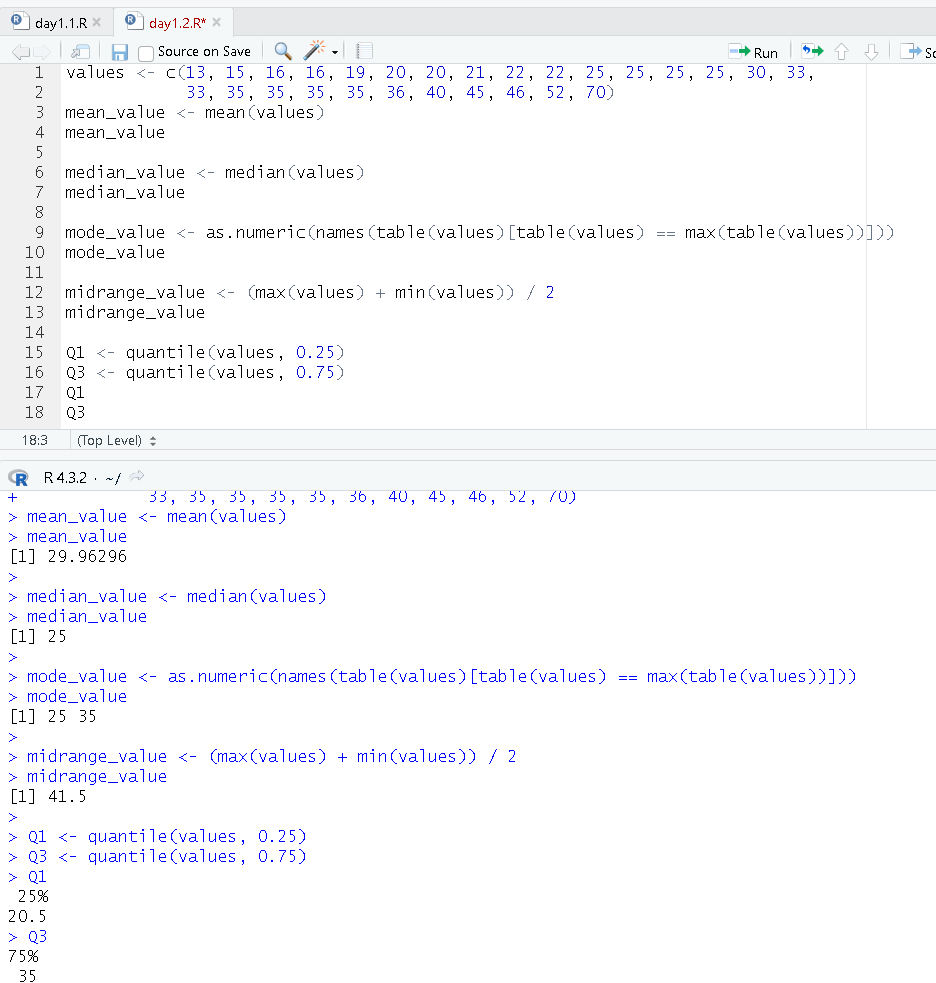 day1.1.R
day1.2.R*
Source on Save
Run
1 values <- c(13, 15, 16, 16, 19, 20, 20, 21, 22, 22, 25, 25, 25, 25, 30, 33,
2 33, 35, 35, 35, 35, 36, 40, 45, 46, 52, 70)
3 mean_value <- mean(values)
4 mean_value
5
6 median_value <- median(values)
7 median_value
8
9 mode_value <- as.numeric(names(table(values)[table(values) == max(table(values))]))
10 mode_value
11
12 midrange_value <- (max(values) + min(values)) / 2
13 midrange_value
14
15 Q1 <- quantile(values, 0.25)
16 Q3 <- quantile(values, 0.75)
17 Q1
18 Q3
18:3 (Top Level)
R R 4.3.2 · ~/
+ 33, 35, 35, 35, 35, 36, 40, 45, 46, 52, 70)
> mean_value <- mean(values)
> mean_value
[1] 29.96296
>
> median_value <- median(values)
> median_value
[1] 25
>
> mode_value <- as.numeric(names(table(values)[table(values) == max(table(values))]))
> mode_value
[1] 25 35
>
> midrange_value <- (max(values) + min(values)) / 2
> midrange_value
[1] 41.5
>
> Q1 <- quantile(values, 0.25)
> Q3 <- quantile(values, 0.75)
> Q1
25%
20.5
> Q3
75%
35